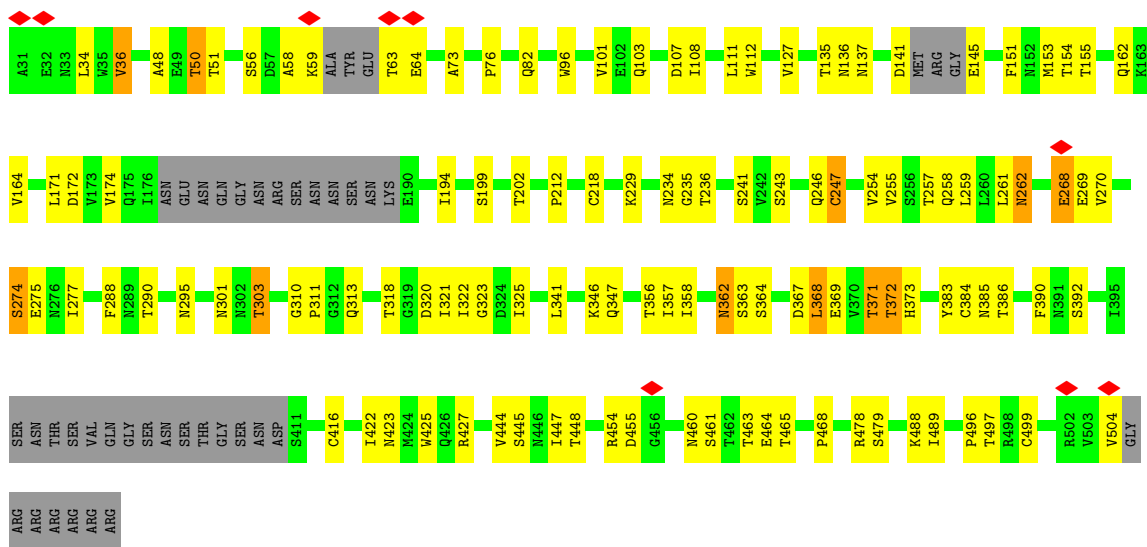 A31 E32 N33 L34 W35 V36 A48 E49 T50 T51 S56 D57 A58 K59 ALA TYR GLU T63 E64 A73 P76 Q82 W96 V101 E102 Q103 D107 I108 L111 W112 V127 T135 N136 N137 D141 MET ARG GLY E145 F151 N152 M153 T154 T155 Q162 K163
V164 L171 D172 V173 V174 Q175 I176 ASN GLU ASN GLN GLY ASN ARG SER ASN ASN SER ASN LYS E190 I194 S199 T202 P212 C218 K229 N234 G235 T236 S241 V242 S243 Q246 C247 V254 V255 S256 T257 Q258 L259 L260 L261 N262 E268 E269 V270
S274 E275 N276 I277 F288 N289 T290 N295 N301 N302 T303 G310 P311 G312 Q313 T318 G319 D320 I321 I322 G323 D324 I325 L341 K346 Q347 T356 I357 I358 N362 S363 S364 D367 L368 E369 V370 T371 T372 H373 Y383 C384 N385 T386 F390 N391 S392 I395
SER ASN THR SER VAL GLN GLY SER ASN SER THR GLY SER ASN ASP S411 C416 I422 N423 M424 W425 Q426 R427 V444 S445 N446 I447 T448 R454 D455 G456 N460 S461 T462 T463 E464 T465 P468 R478 S479 K488 I489 P496 T497 R498 C499 R502 V503 V504 GLY
ARG ARG ARG ARG ARG ARG